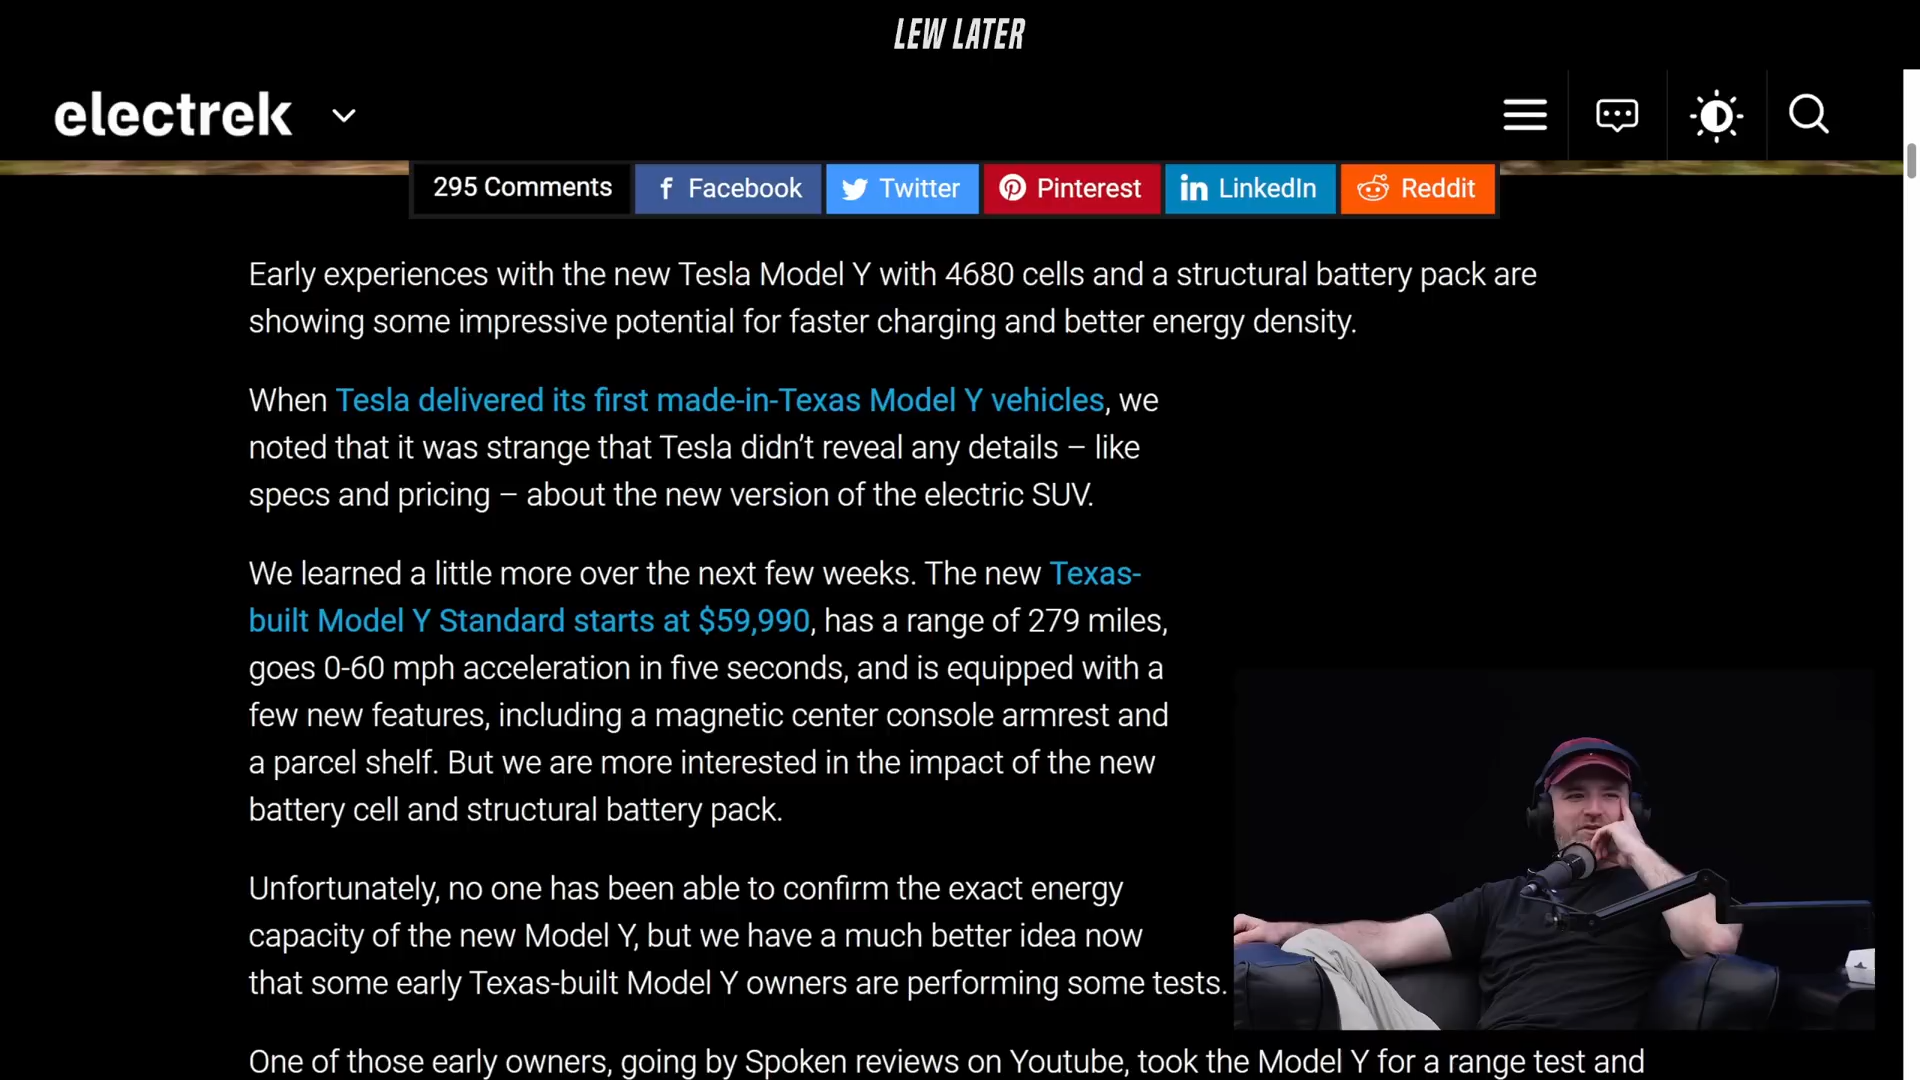 LEW LATER
electrek
295 Comments
Facebook
Twitter
Pinterest
LinkedIn
Reddit
Early experiences with the new Tesla Model Y with 4680 cells and a structural battery pack are
showing some impressive potential for faster charging and better energy density.
When Tesla delivered its first made-in-Texas Model Y vehicles, we
noted that it was strange that Tesla didn’t reveal any details – like
specs and pricing – about the new version of the electric SUV.
We learned a little more over the next few weeks. The new Texas-
built Model Y Standard starts at $59,990, has a range of 279 miles,
goes 0-60 mph acceleration in five seconds, and is equipped with a
few new features, including a magnetic center console armrest and
a parcel shelf. But we are more interested in the impact of the new
battery cell and structural battery pack.
Unfortunately, no one has been able to confirm the exact energy
capacity of the new Model Y, but we have a much better idea now
that some early Texas-built Model Y owners are performing some tests.
One of those early owners, going by Spoken reviews on Youtube, took the Model Y for a range test and